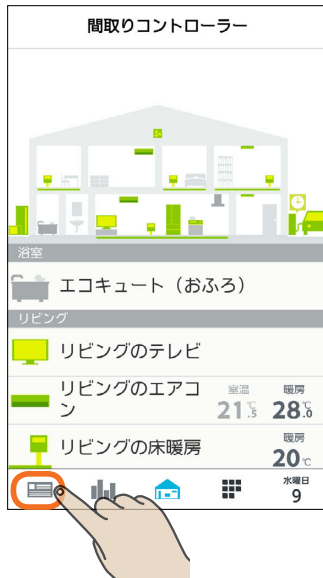 間取りコントローラー
浴室
エコキュート（おふろ）
リビング
リビングのテレビ
リビングのエアコ
ン
室温
21.5℃
暖房
28.0℃
リビングの床暖房
暖房
20℃
水曜日
9